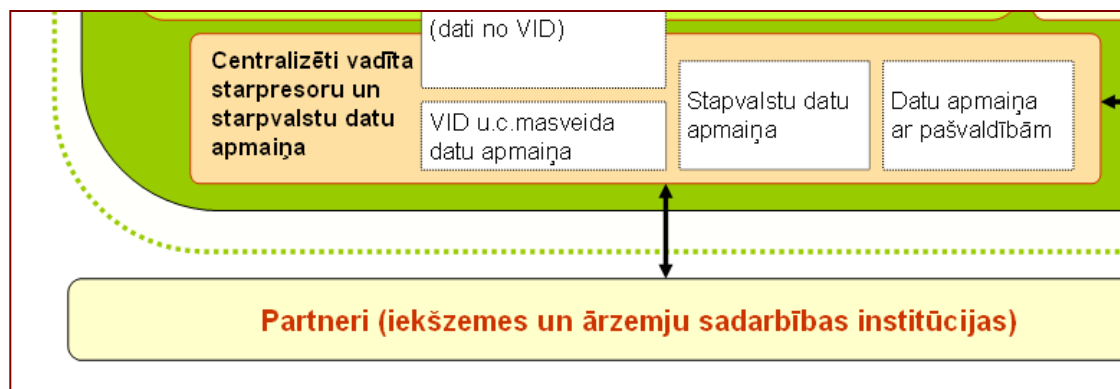 (dati no VID)
Centralizēti vadīta
starpresoru un
starpvalstu datu
apmaiņa
VID u.c.masveida
datu apmaiņa
Stapvalstu datu
apmaiņa
Datu apmaiņa
ar pašvaldībām
Partneri (iekšzemes un ārzemju sadarbības institūcijas)